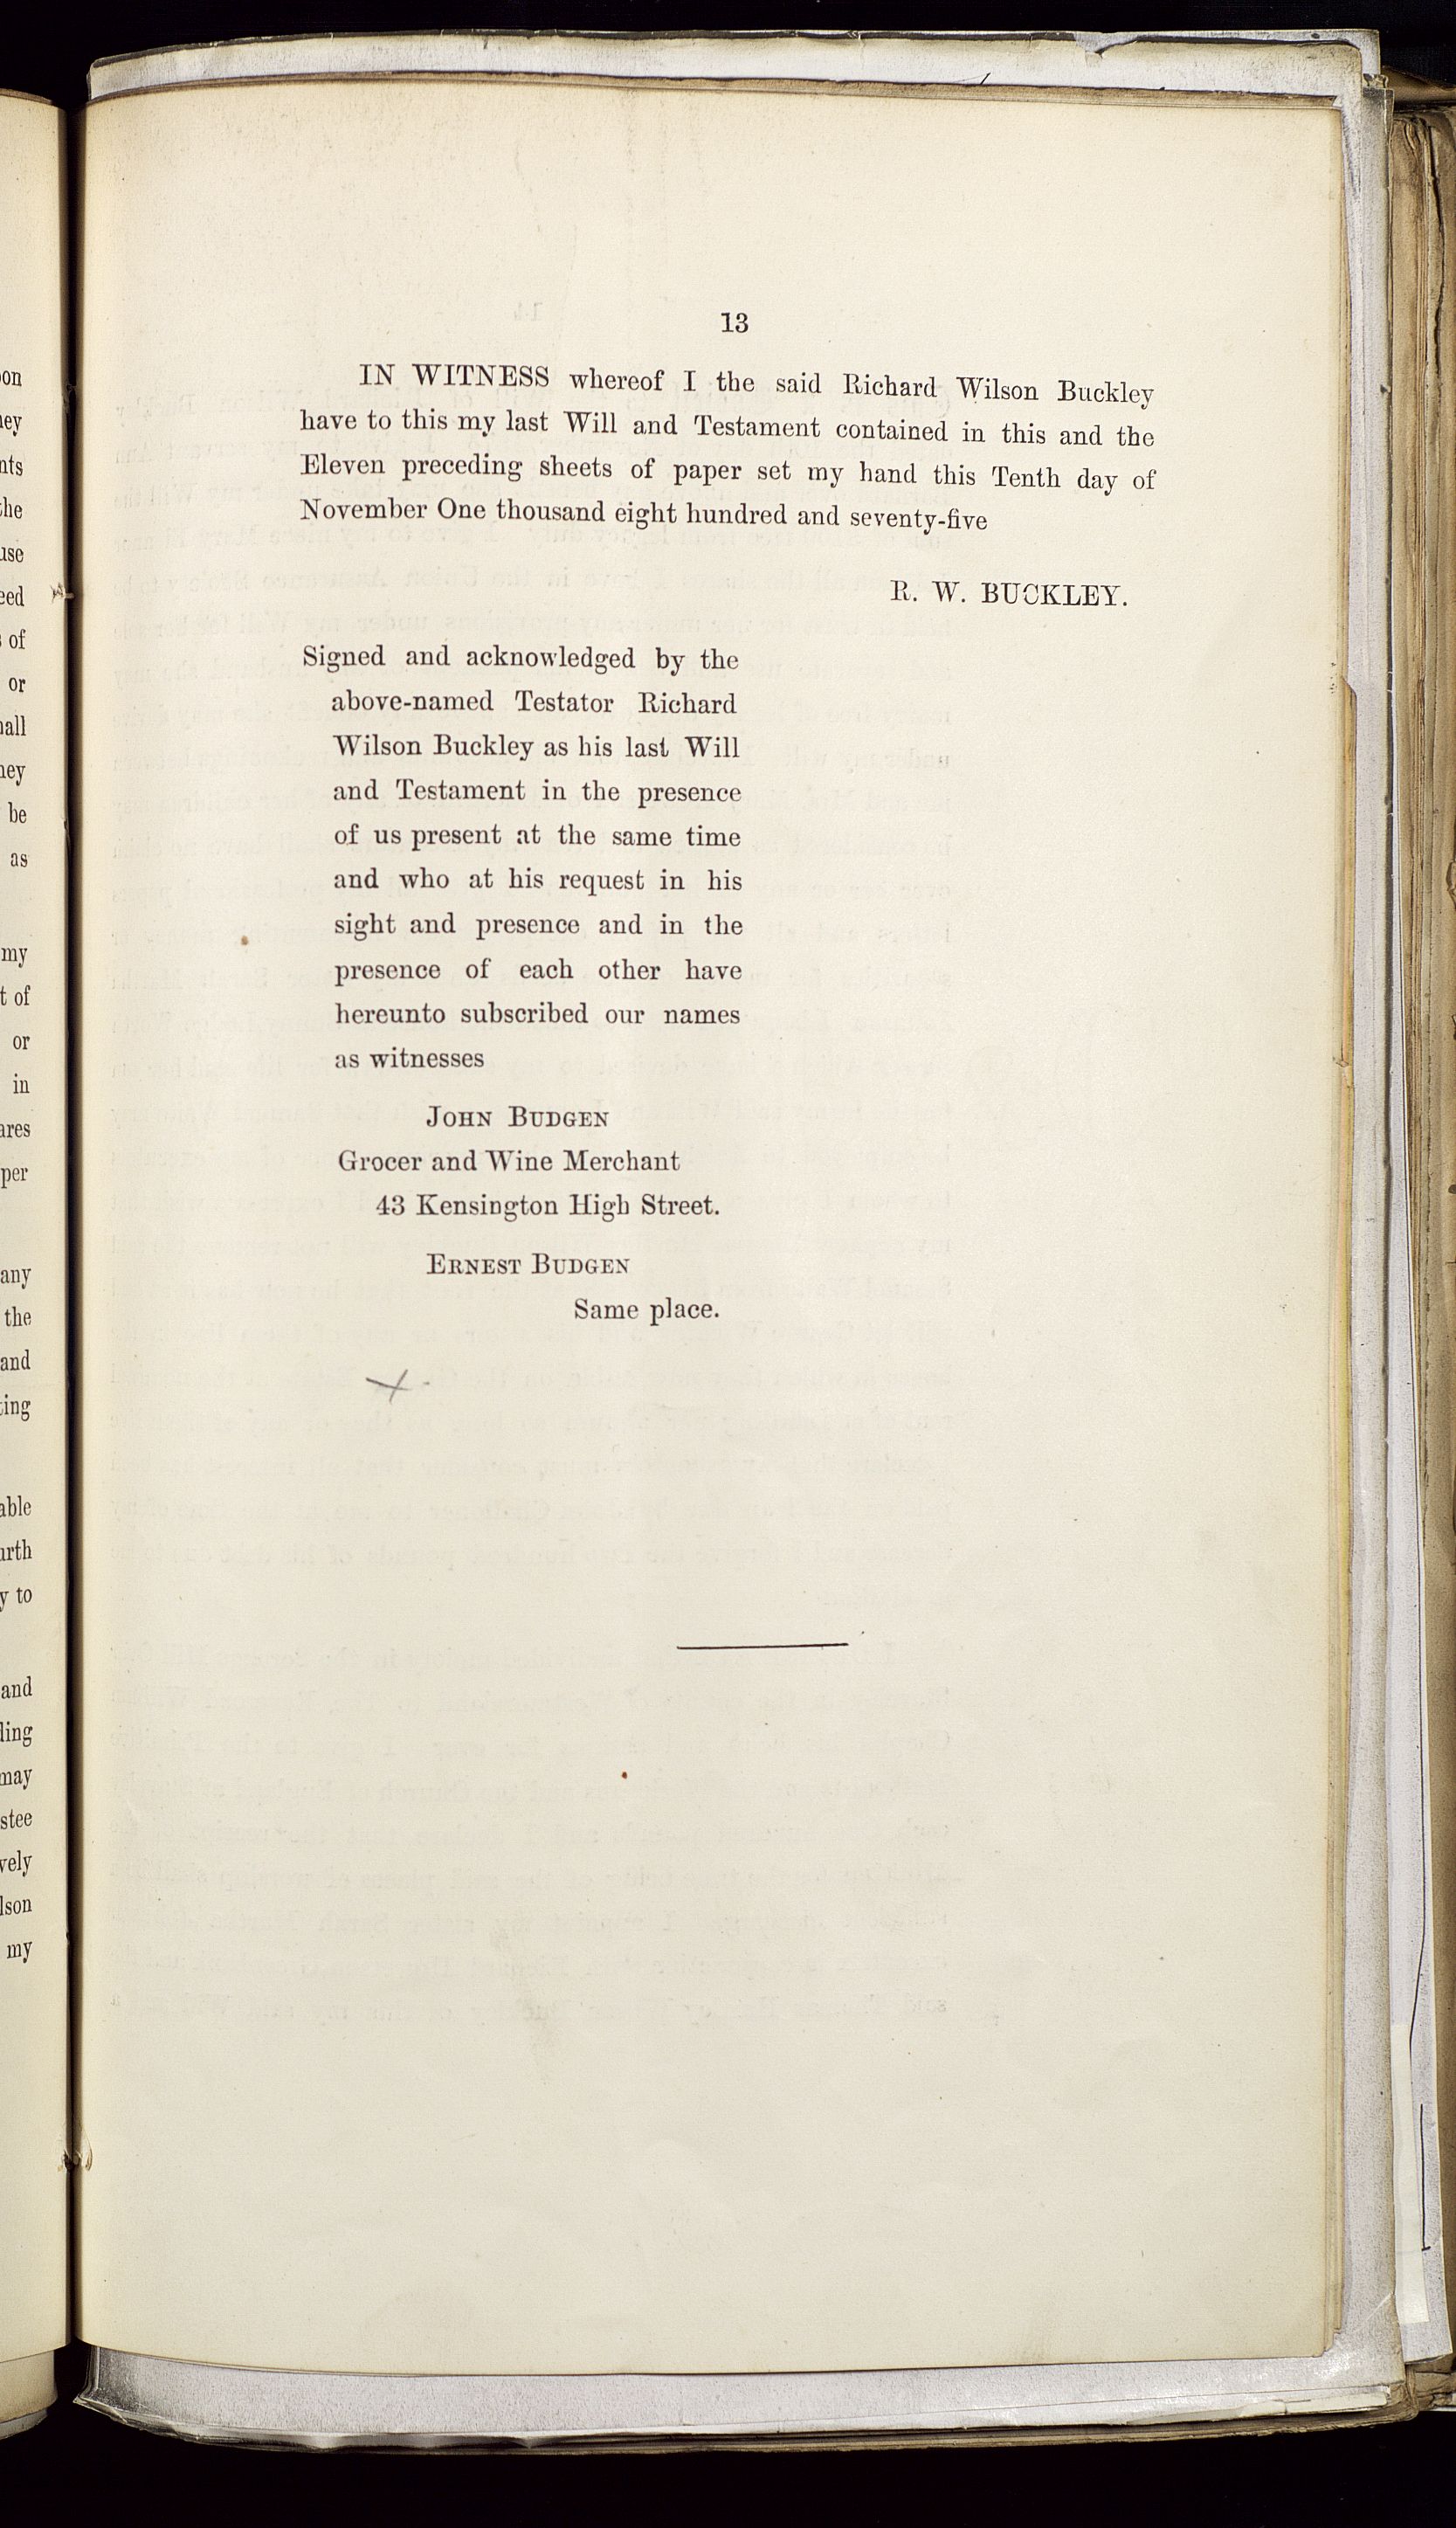 13
IN WITNESS whereof I the said Richard Wilson Buckley
have to this my last Will and Testament contained in this and the
Eleven preceding sheets of paper set my hand this Tenth day of
November One thousand eight hundred and seventy-five
R. W. BUCKLEY.
Signed and acknowledged by the
above-named Testator Richard
Wilson Buckley as his last Will
and Testament in the presence
of us present at the same time
and who at his request in his
sight and presence and in the
presence of each other have
hereunto subscribed our names
as witnesses
JOHN BUDGEN
Grocer and Wine Merchant
43 Kensington High Street.
ERNEST BUDGEN
Same place.